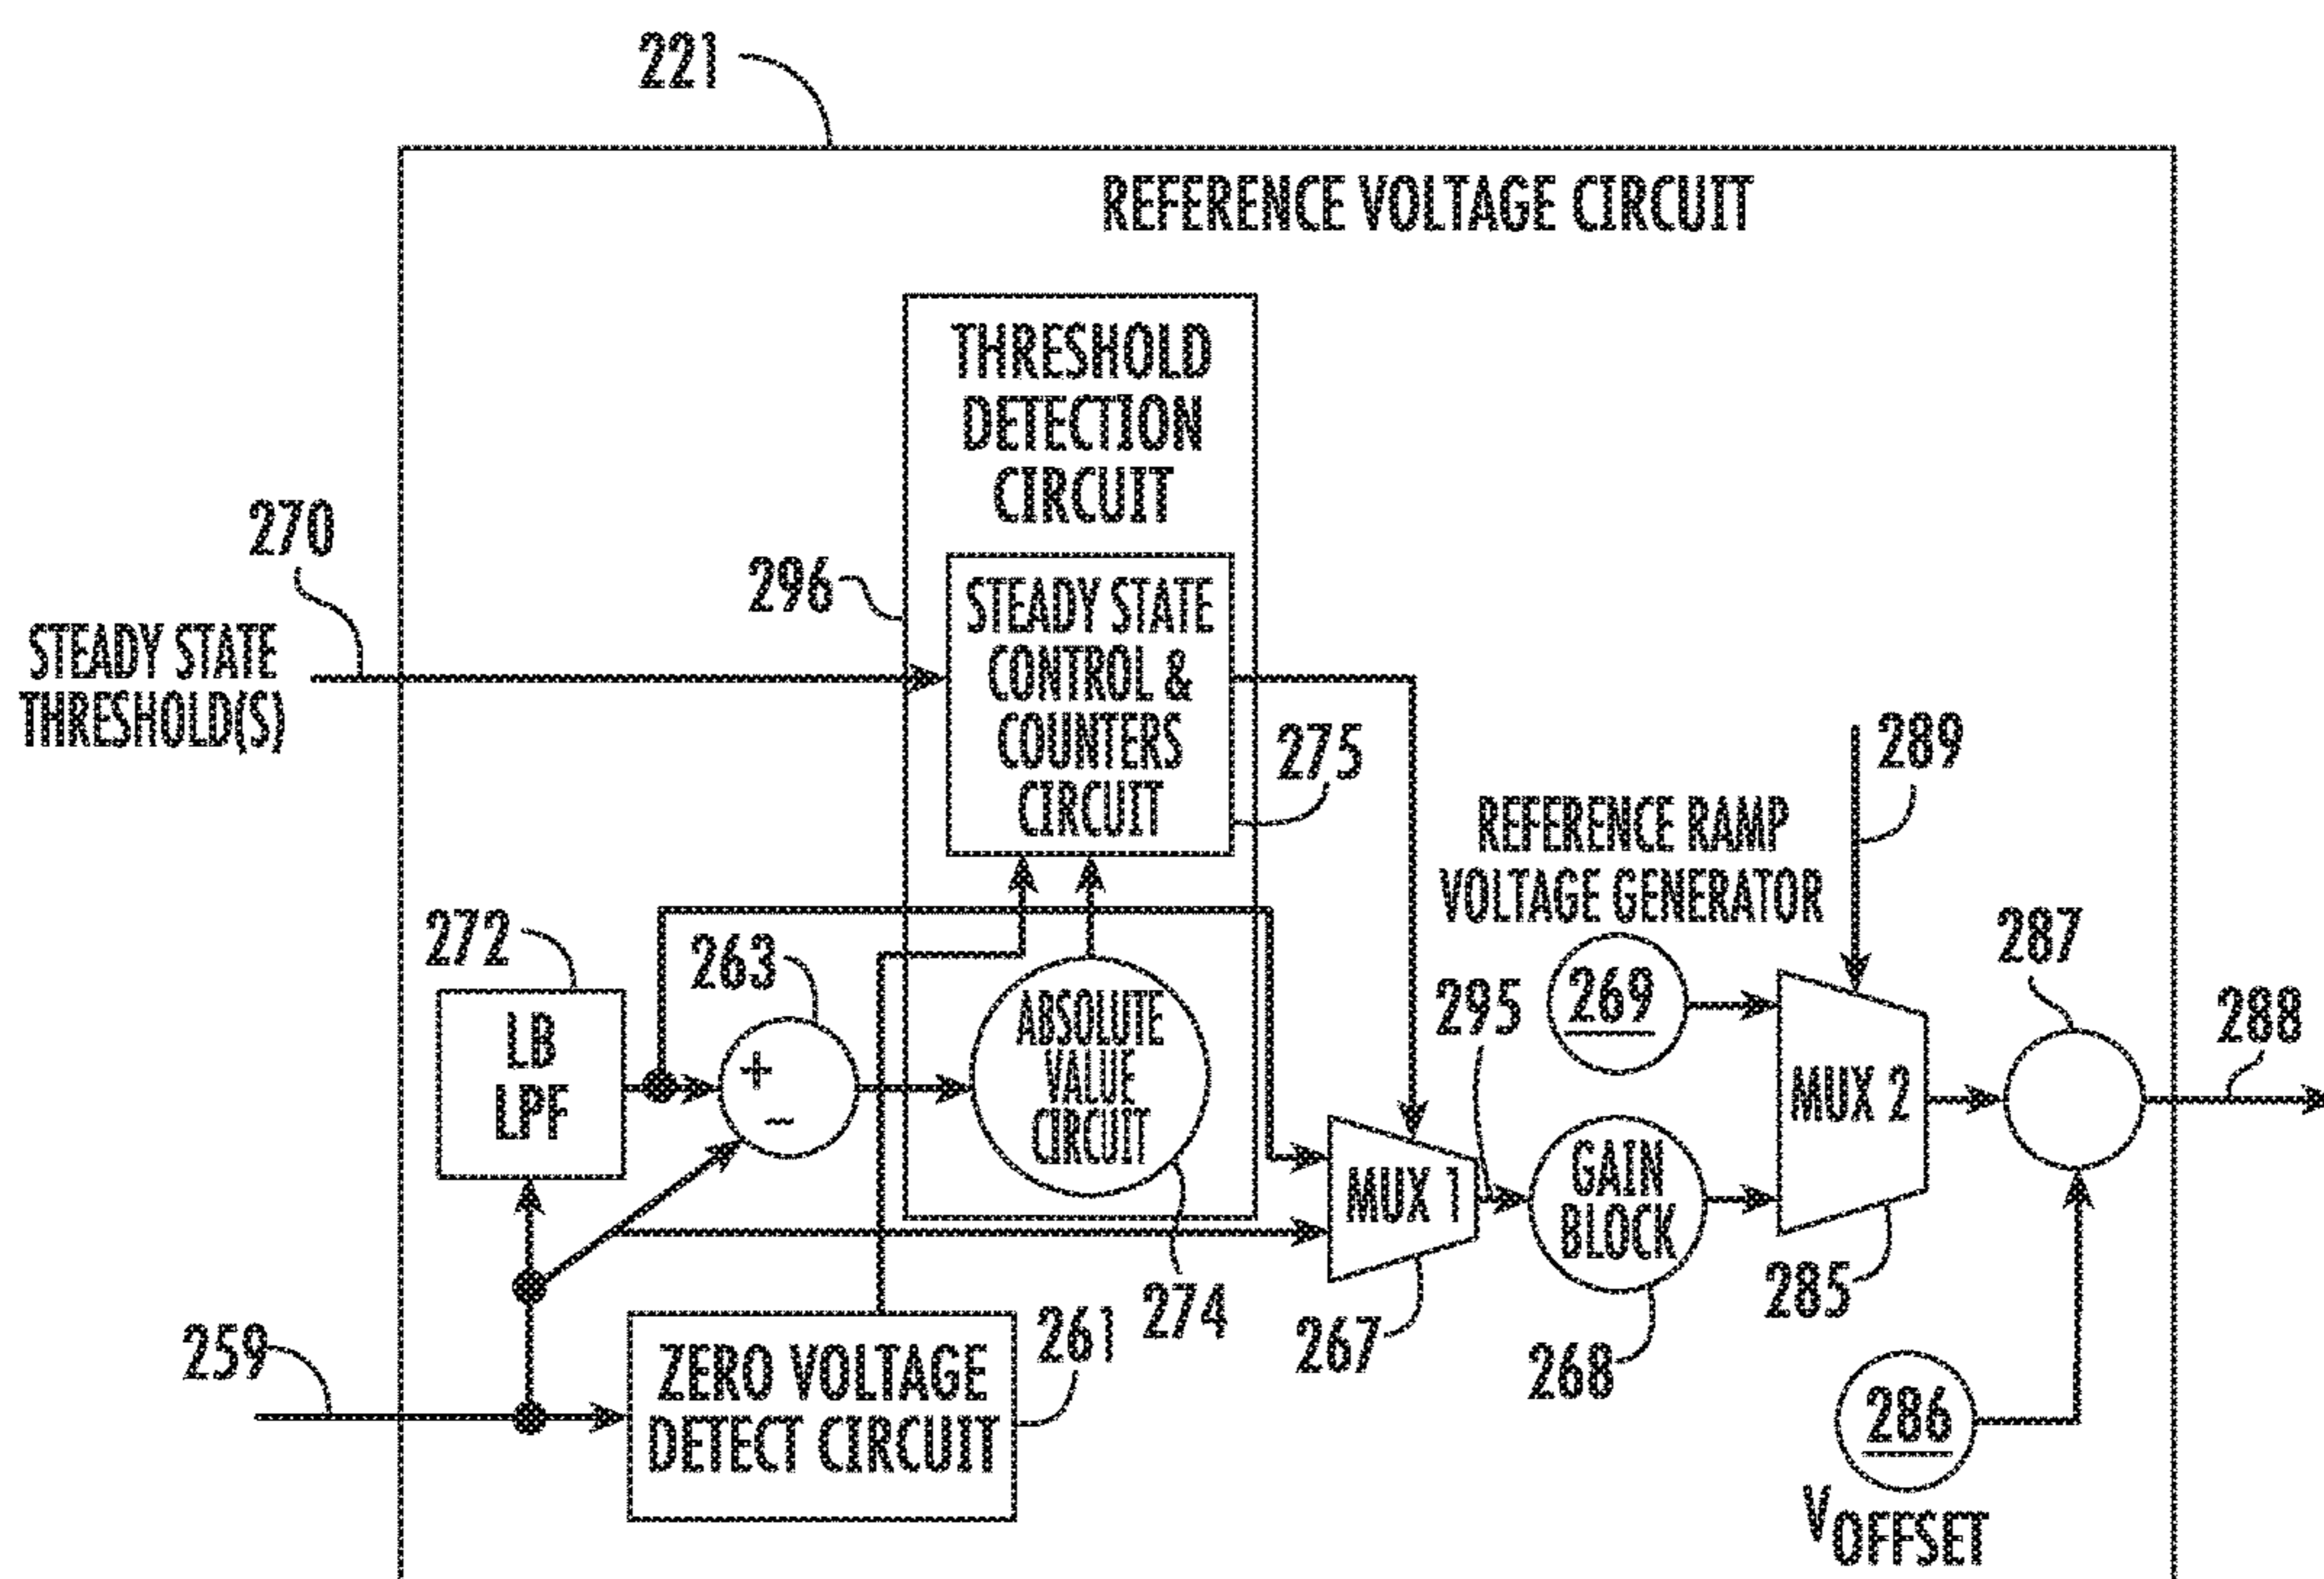 221
REFERENCE VOLTAGE CIRCUIT
THRESHOLD
DETECTION
CIRCUIT
270
296
STEADY STATE
THRESHOLD(S)
STEADY STATE
CONTROL &
COUNTERS
CIRCUIT
275
289
REFERENCE RAMP
VOLTAGE GENERATOR
272
263
287
LB
LPF
+
−
ABSOLUTE
VALUE
CIRCUIT
295
269
288
MUX 2
MUX 1
GAIN
BLOCK
274
285
259
261
267
268
ZERO VOLTAGE
DETECT CIRCUIT
286
VOFFSET